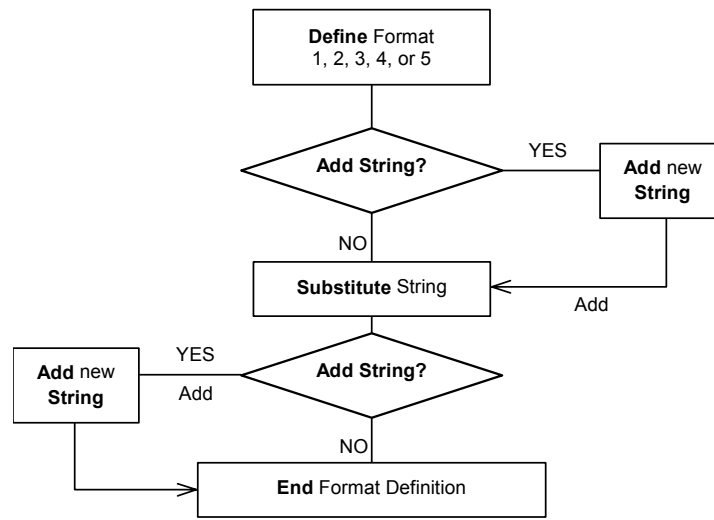 Define Format
1, 2, 3, 4, or 5
Add String?
YES
Add new
String
NO
Substitute String
Add
YES
Add String?
Add new
String
Add
NO
End Format Definition